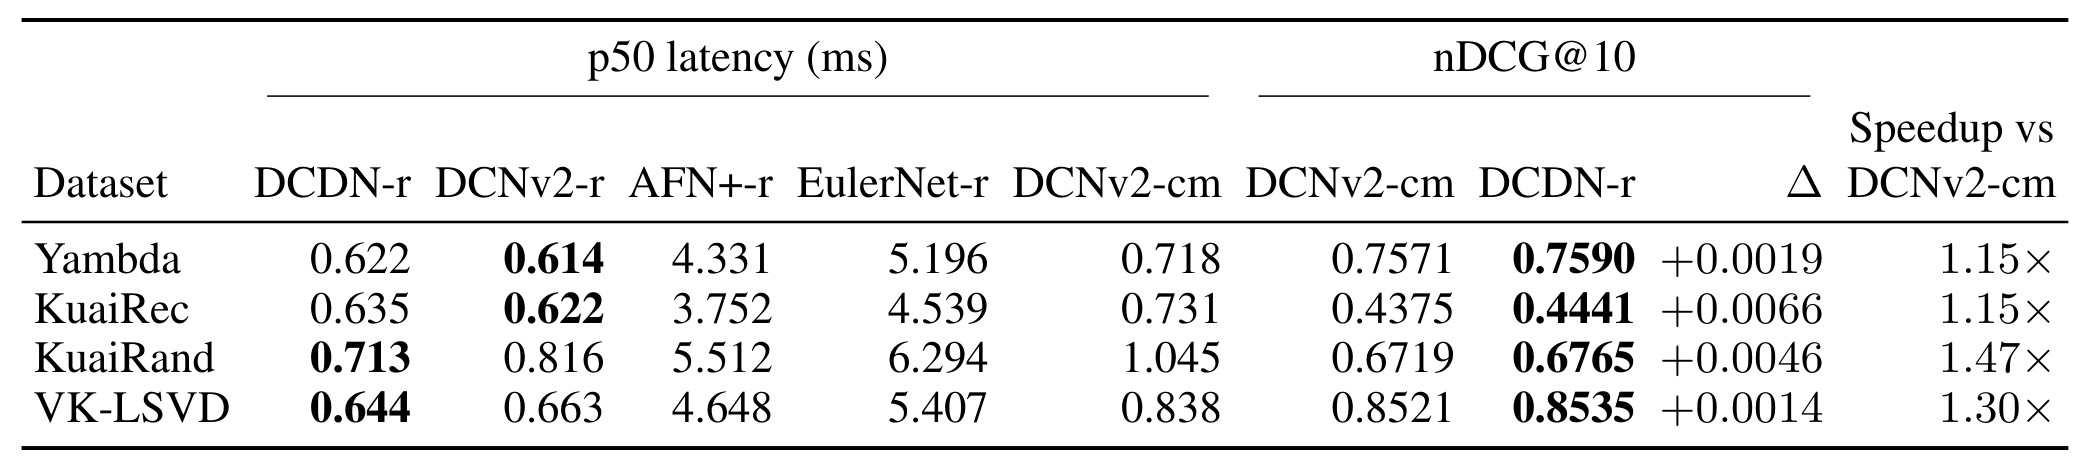 p50 latency (ms) nDCG@10
Speedup vs
Dataset DCDN-r DCNv2-r AFN+-r EulerNet-r DCNv2-cm DCNv2-cm DCDN-r Δ DCNv2-cm
Yambda 0.622 0.614 4.331 5.196 0.718 0.7571 0.7590 +0.0019 1.15×
KuaiRec 0.635 0.622 3.752 4.539 0.731 0.4375 0.4441 +0.0066 1.15×
KuaiRand 0.713 0.816 5.512 6.294 1.045 0.6719 0.6765 +0.0046 1.47×
VK-LSVD 0.644 0.663 4.648 5.407 0.838 0.8521 0.8535 +0.0014 1.30×